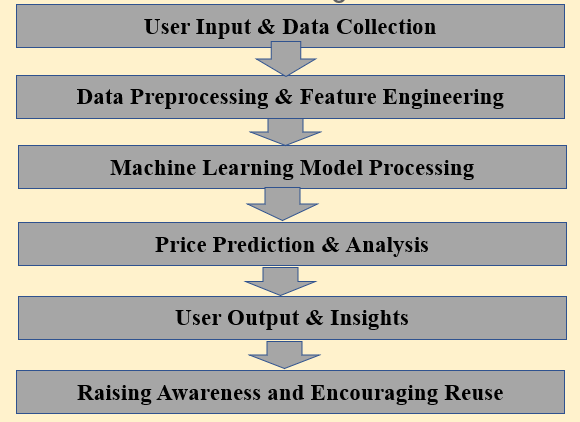 User Input & Data Collection
Data Preprocessing & Feature Engineering
Machine Learning Model Processing
Price Prediction & Analysis
User Output & Insights
Raising Awareness and Encouraging Reuse